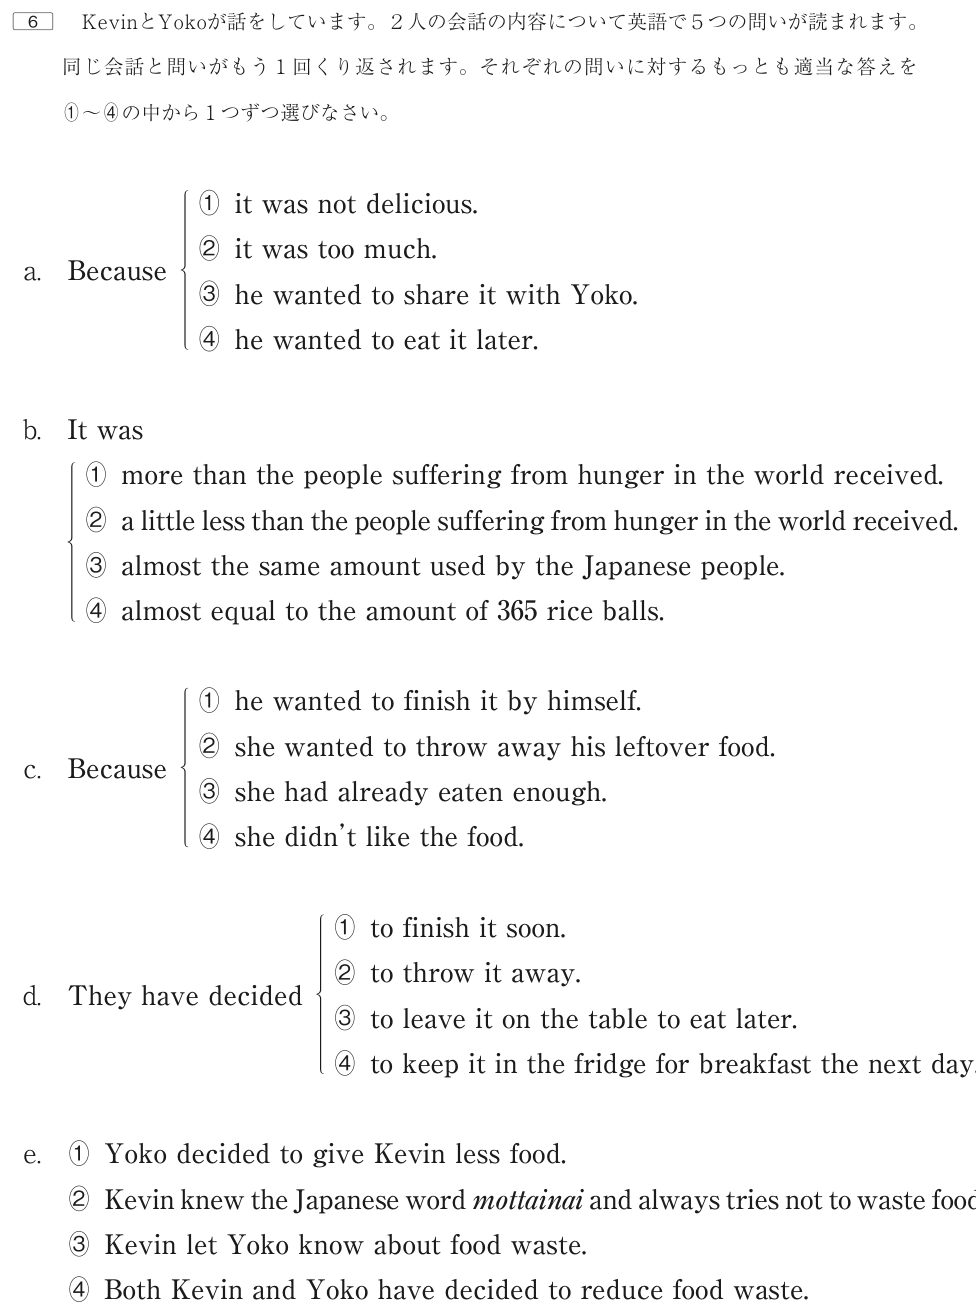 6 KevinとYokoが話をしています。２人の会話の内容について英語で５つの問いが読まれます。
同じ会話と問いがもう１回くり返されます。それぞれの問いに対するもっとも適当な答えを
①～④の中から１つずつ選びなさい。
① it was not delicious.
② it was too much.
a. Because
③ he wanted to share it with Yoko.
④ he wanted to eat it later.
b. It was
① more than the people suffering from hunger in the world received.
② a little less than the people suffering from hunger in the world received.
③ almost the same amount used by the Japanese people.
④ almost equal to the amount of 365 rice balls.
① he wanted to finish it by himself.
② she wanted to throw away his leftover food.
c. Because
③ she had already eaten enough.
④ she didn't like the food.
① to finish it soon.
② to throw it away.
d. They have decided
③ to leave it on the table to eat later.
④ to keep it in the fridge for breakfast the next day.
e. ① Yoko decided to give Kevin less food.
② Kevin knew the Japanese word mottainai and always tries not to waste food
③ Kevin let Yoko know about food waste.
④ Both Kevin and Yoko have decided to reduce food waste.